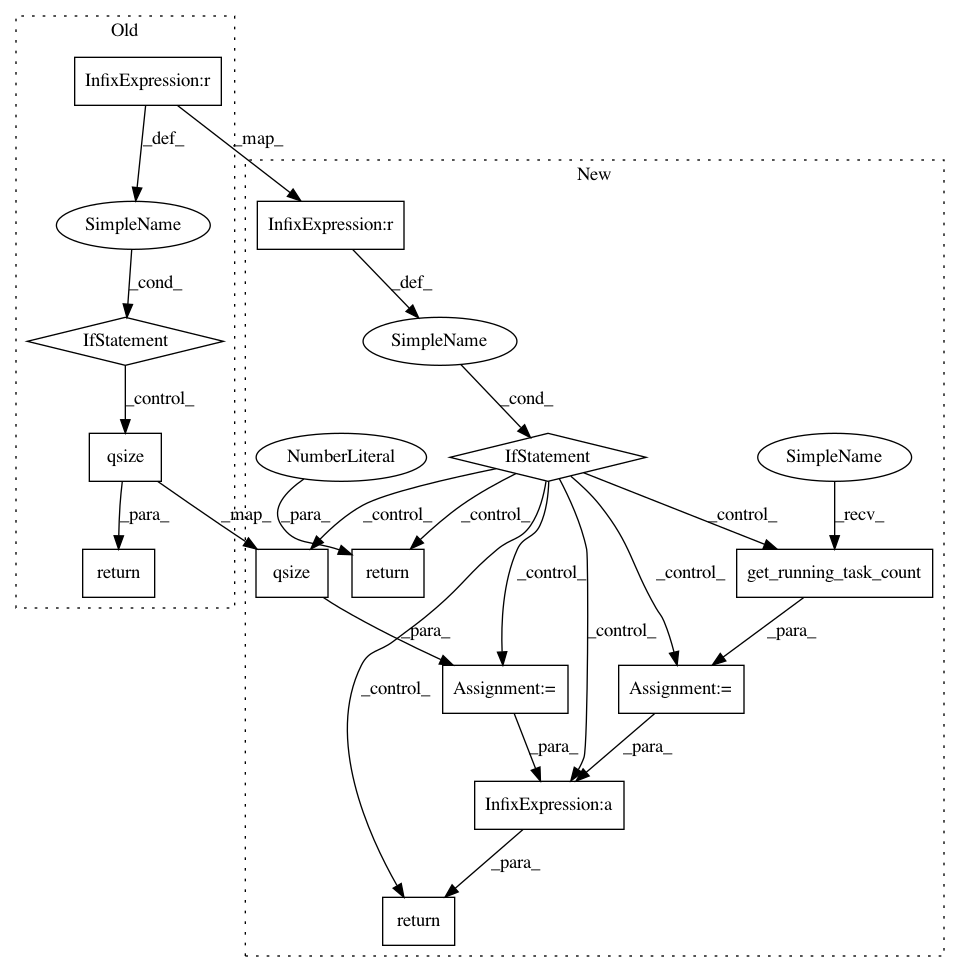 Old
InfixExpression:r
_def_
_map_
New
SimpleName
InfixExpression:r
_cond_
_def_
IfStatement
SimpleName
_control_
_cond_
qsize
NumberLiteral
IfStatement
SimpleName
_para_
_map_
_para_
_control_
_control_
_control_
_recv_
return
qsize
return
_control_
_control_
get_running_task_count
_para_
_control_
_para_
_control_
Assignment:=
Assignment:=
_para_
_para_
InfixExpression:a
_para_
return